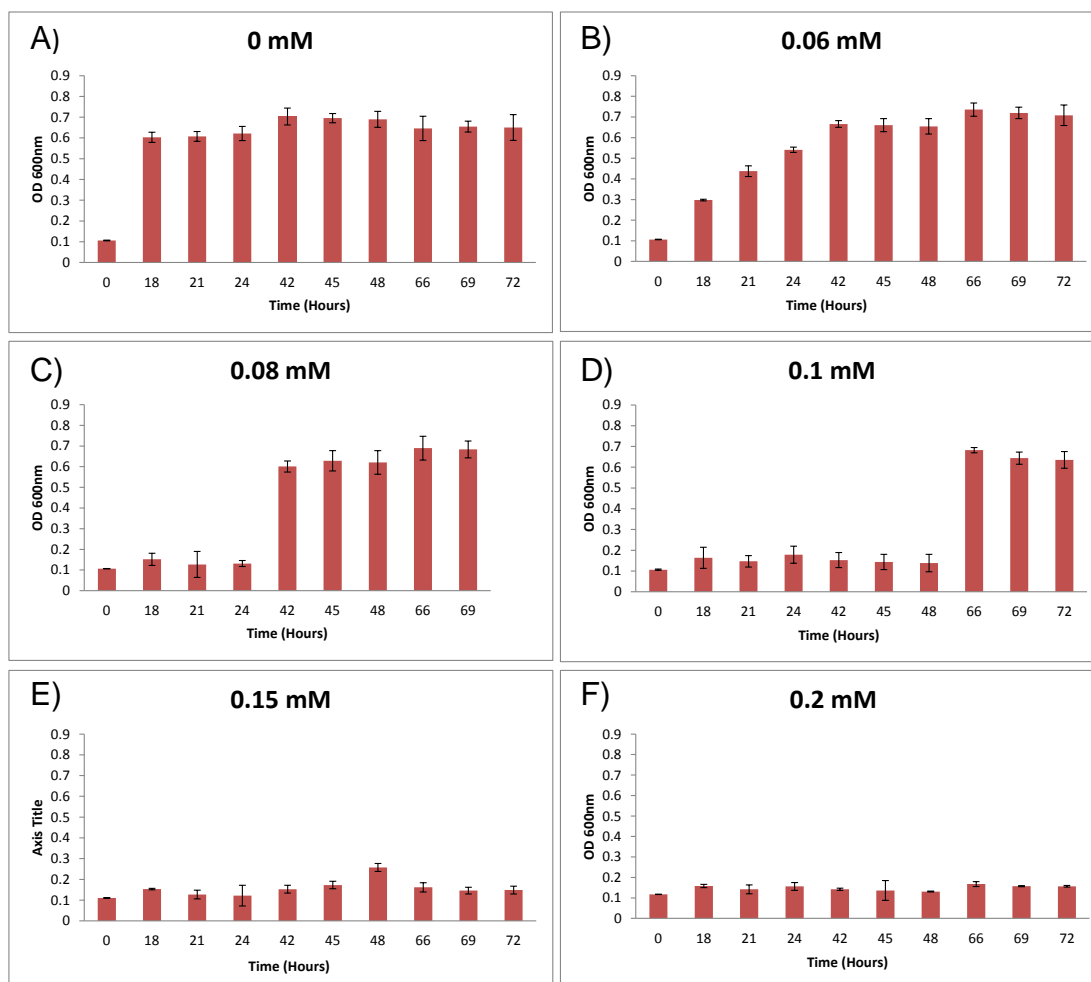 A)
0 mM
0.9
0.8
0.7
0.6
0.5
0.4
0.3
0.2
0.1
0
OD 600nm
0 18 21 24 42 45 48 66 69 72
Time (Hours)
B)
0.06 mM
0.9
0.8
0.7
0.6
0.5
0.4
0.3
0.2
0.1
0
OD 600nm
0 18 21 24 42 45 48 66 69 72
Time (Hours)
C)
0.08 mM
0.9
0.8
0.7
0.6
0.5
0.4
0.3
0.2
0.1
0
OD 600nm
0 18 21 24 42 45 48 66 69
Time (Hours)
D)
0.1 mM
0.9
0.8
0.7
0.6
0.5
0.4
0.3
0.2
0.1
0
OD 600nm
0 18 21 24 42 45 48 66 69 72
Time (Hours)
E)
0.15 mM
0.9
0.8
0.7
0.6
0.5
0.4
0.3
0.2
0.1
0
Axis Title
0 18 21 24 42 45 48 66 69 72
Time (Hours)
F)
0.2 mM
0.9
0.8
0.7
0.6
0.5
0.4
0.3
0.2
0.1
0
OD 600nm
0 18 21 24 42 45 48 66 69 72
Time (Hours)